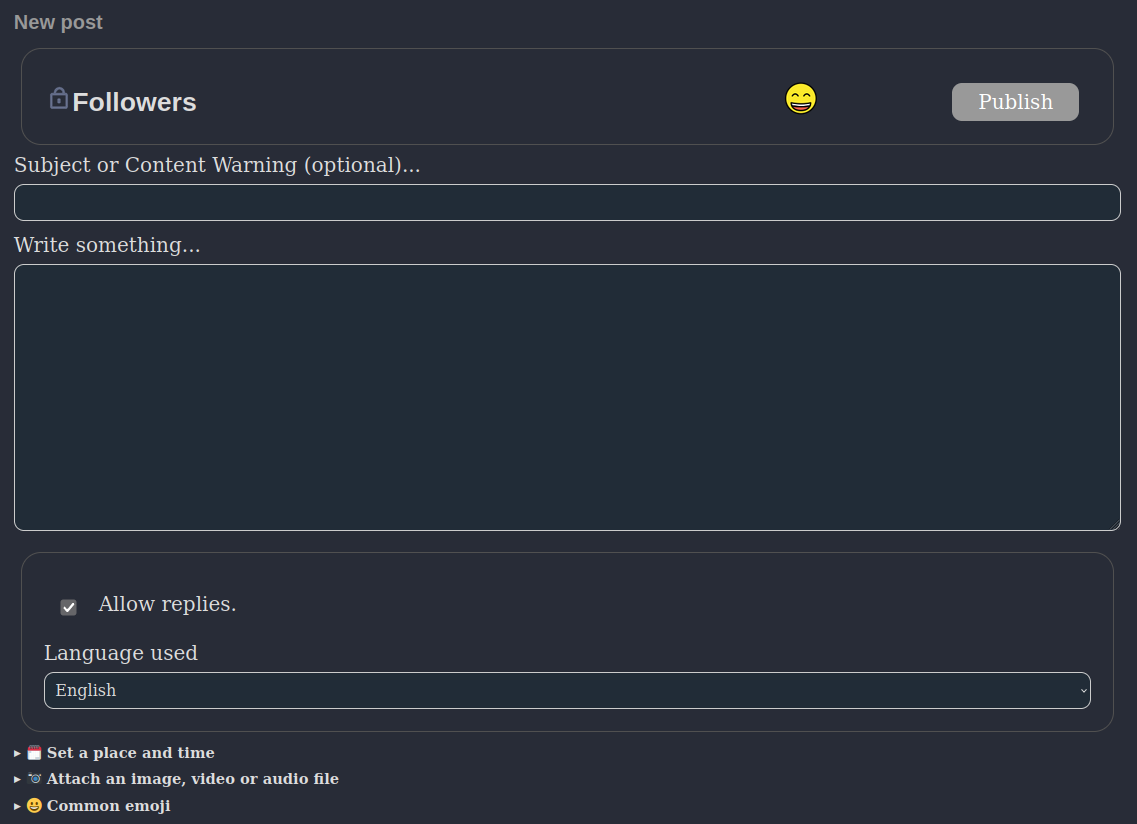 New post
Followers
Publish
Subject or Content Warning (optional)...
Write something...
Allow replies.
Language used
English
Set a place and time
Attach an image, video or audio file
Common emoji